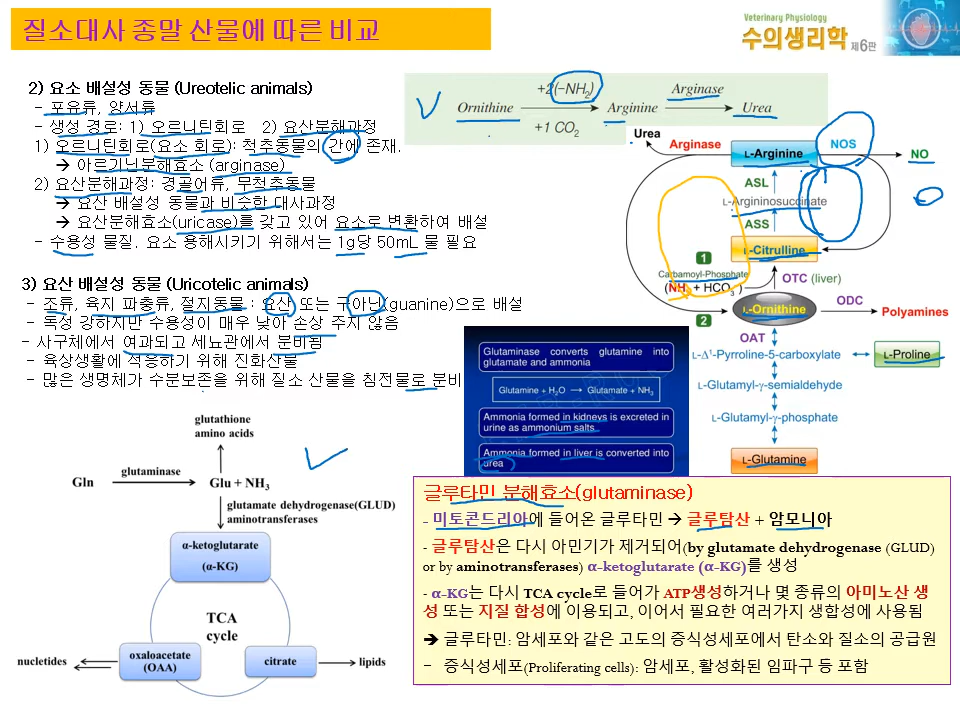 질소대사 종말 산물에 따른 비교
Veterinary Physiology
수의생리학 제6판
2) 요소 배설성 동물 (Ureotelic animals)
- 포유류, 양서류
- 생성 경로: 1) 오르니틴회로 2) 요산분해과정
1) 오르니틴회로(요소 회로): 척추동물의 간에 존재.
→ 아르기닌분해효소 (arginase)
2) 요산분해과정: 경골어류, 무척추동물
→ 요산 배설성 동물과 비슷한 대사과정
→ 요산분해효소(uricase)를 갖고 있어 요소로 변환하여 배설
- 수용성 물질. 요소 용해시키기 위해서는 1g당 50mL 물 필요
3) 요산 배설성 동물 (Uricotelic animals)
- 조류, 육지 파충류, 절지동물 : 요산 또는 구아닌(guanine)으로 배설
- 독성 강하지만 수용성이 매우 낮아 손상 주지 않음
- 사구체에서 여과되고 세뇨관에서 분비됨
- 육상생활에 적응하기 위해 진화산물
- 많은 생명체가 수분보존을 위해 질소 산물을 침전물로 분비
+2(−NH2)
Ornithine
Arginine
Arginase
Urea
+1 CO2
Urea
Arginase
L-Arginine
NOS
NO
ASL
L-Argininosuccinate
ASS
L-Citrulline
1
Carbamoyl-Phosphate
(NH3 + HCO3−)
OTC (liver)
2
L-Ornithine
ODC
Polyamines
OAT
L-Δ1-Pyrroline-5-carboxylate
L-Proline
L-Glutamyl-γ-semialdehyde
L-Glutamyl-γ-phosphate
L-Glutamine
Glutaminase converts glutamine into
glutamate and ammonia
Glutamine + H2O → Glutamate + NH3
Ammonia formed in kidneys is excreted in
urine as ammonium salts
Ammonia formed in liver is converted into
urea
glutathione
amino acids
Gln
glutaminase
Glu + NH3
glutamate dehydrogenase(GLUD)
aminotransferases
α-ketoglutarate
(α-KG)
TCA
cycle
oxaloacetate
(OAA)
citrate
nucletides
lipids
글루타민 분해효소(glutaminase)
- 미토콘드리아에 들어온 글루타민 → 글루탐산 + 암모니아
- 글루탐산은 다시 아민기가 제거되어(by glutamate dehydrogenase (GLUD)
or by aminotransferases) α-ketoglutarate (α-KG)를 생성
- α-KG는 다시 TCA cycle로 들어가 ATP생성하거나 몇 종류의 아미노산 생
성 또는 지질 합성에 이용되고, 이어서 필요한 여러가지 생합성에 사용됨
→ 글루타민: 암세포와 같은 고도의 증식성세포에서 탄소와 질소의 공급원
− 증식성세포(Proliferating cells): 암세포, 활성화된 임파구 등 포함